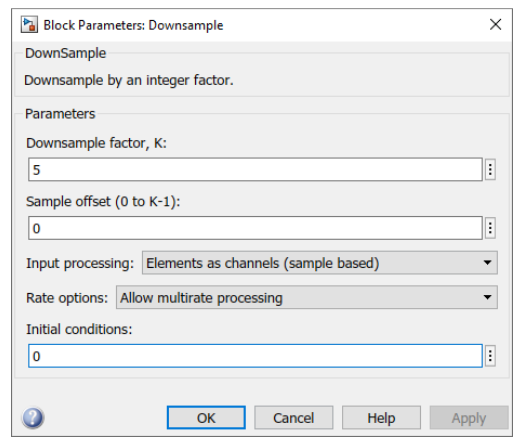 Block Parameters: Downsample
DownSample
Downsample by an integer factor.
Parameters
Downsample factor, K:
5
Sample offset (0 to K-1):
0
Input processing: Elements as channels (sample based)
Rate options: Allow multirate processing
Initial conditions:
0
OK Cancel Help Apply